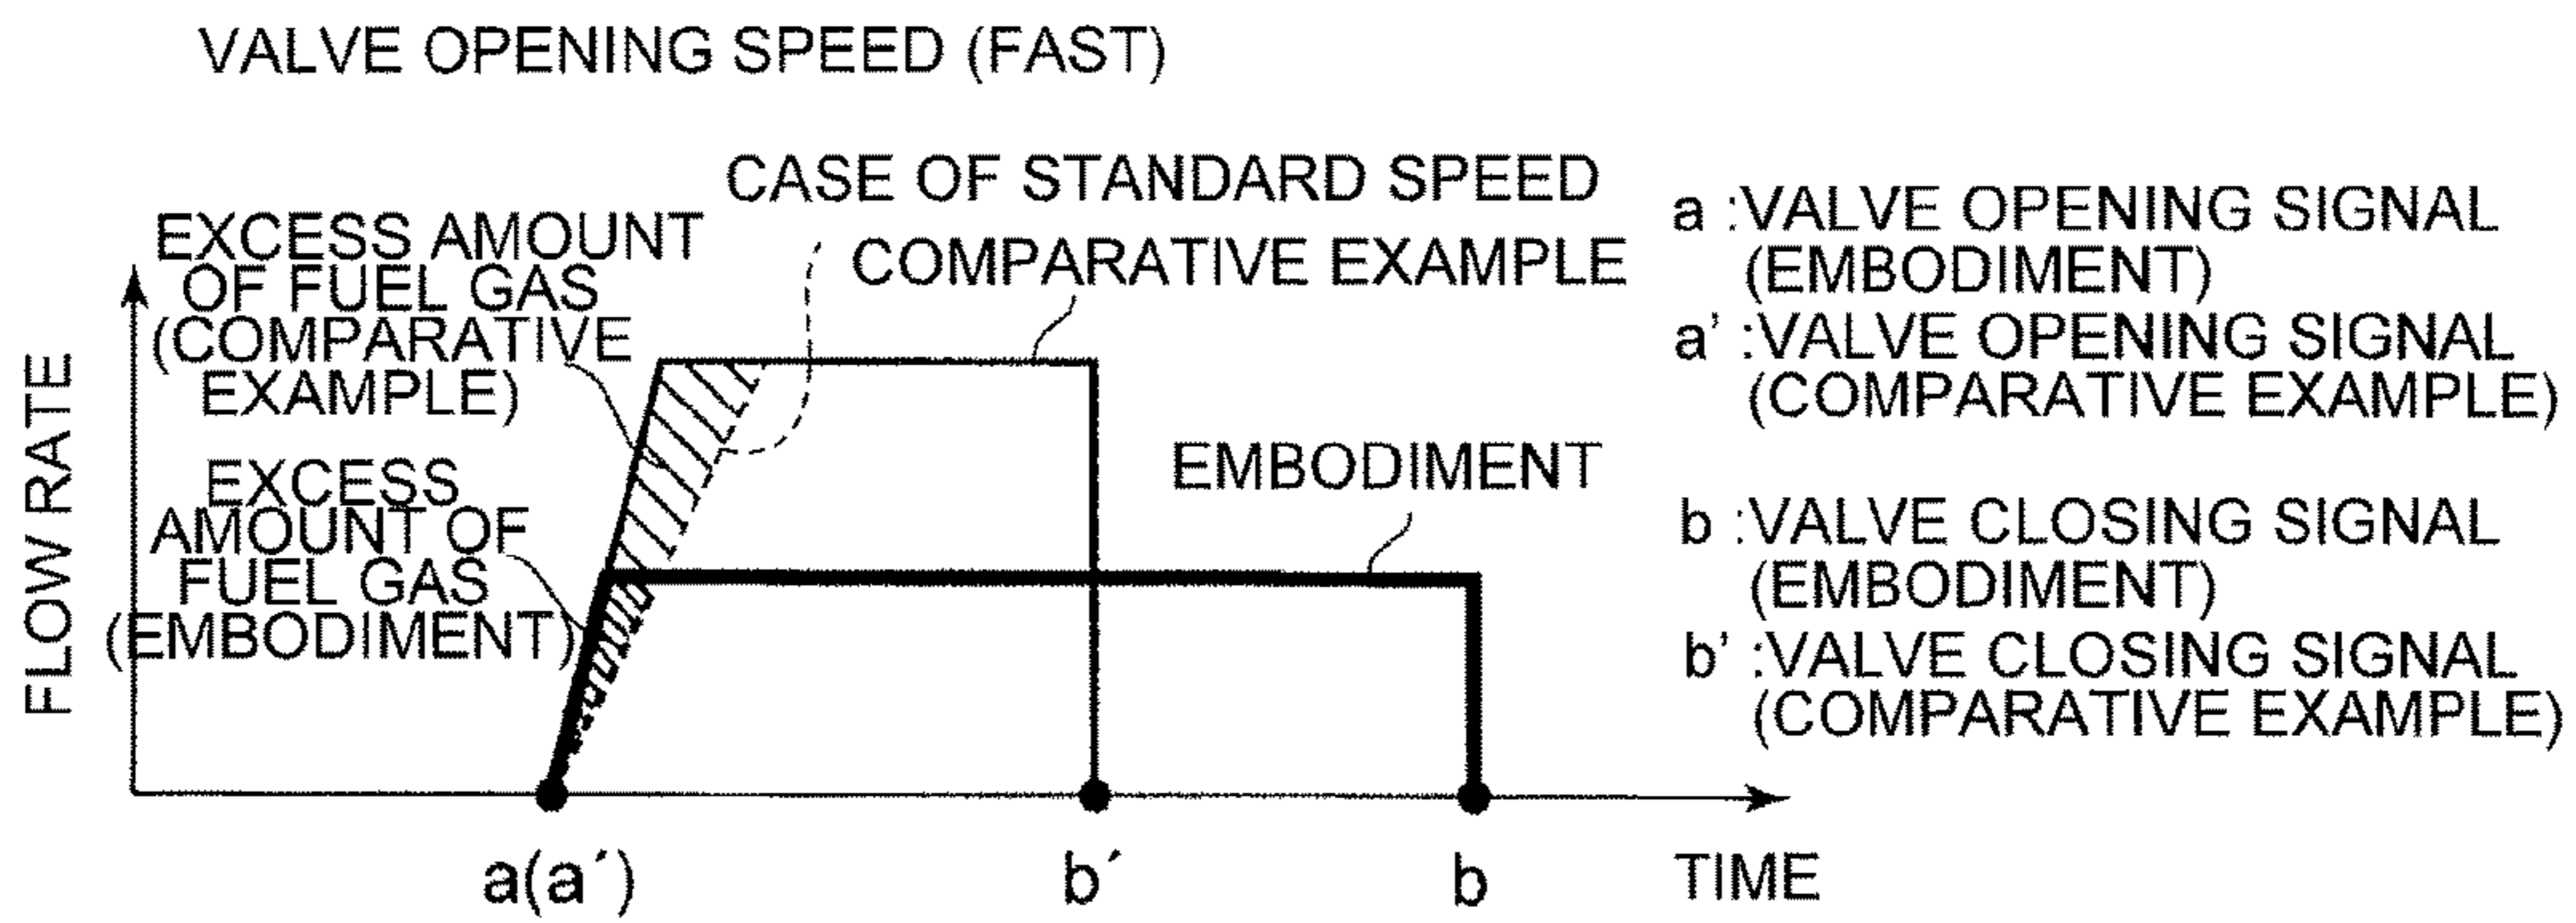 VALVE OPENING SPEED (FAST)
CASE OF STANDARD SPEED
EXCESS AMOUNT
OF FUEL GAS
(COMPARATIVE
EXAMPLE)
COMPARATIVE EXAMPLE
EXCESS
AMOUNT OF
FUEL GAS
(EMBODIMENT)
EMBODIMENT
FLOW RATE
a(a´)
b´
b
TIME
a :VALVE OPENING SIGNAL
(EMBODIMENT)
a’ :VALVE OPENING SIGNAL
(COMPARATIVE EXAMPLE)
b :VALVE CLOSING SIGNAL
(EMBODIMENT)
b’ :VALVE CLOSING SIGNAL
(COMPARATIVE EXAMPLE)